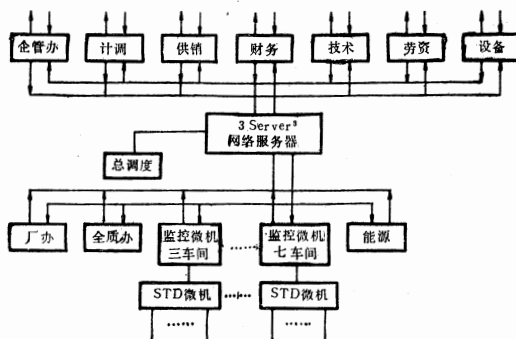 企管办 计调 供销 财务 技术 劳资 设备
3 Server³
网络服务器
总调度
厂办 全质办 监控微机 监控微机 能源
三车间 …… 七车间
STD微机 …… STD微机
…… ……